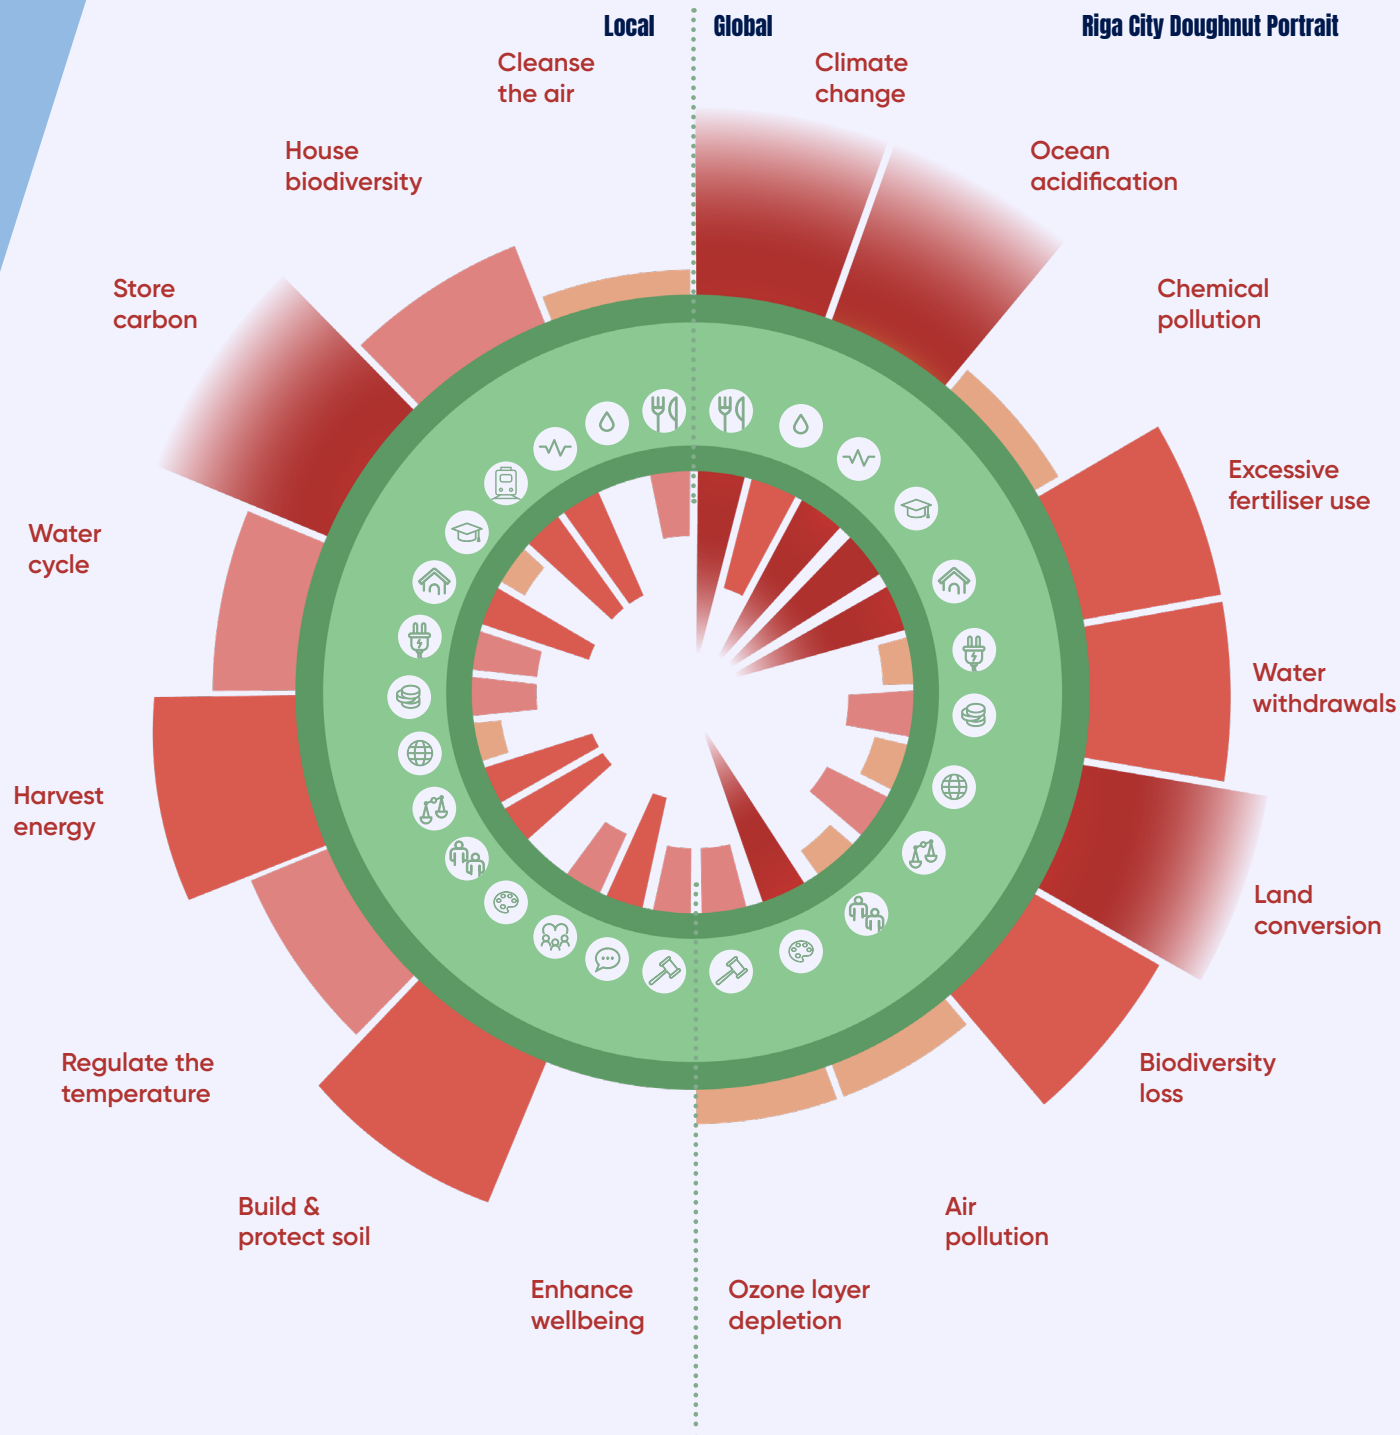 Local
Global
Riga City Doughnut Portrait
Cleanse
the air
Climate
change
House
biodiversity
Ocean
acidification
Store
carbon
Chemical
pollution
Excessive
fertiliser use
Water
cycle
Water
withdrawals
Harvest
energy
Land
conversion
Regulate the
temperature
Biodiversity
loss
Build &
protect soil
Air
pollution
Enhance
wellbeing
Ozone layer
depletion